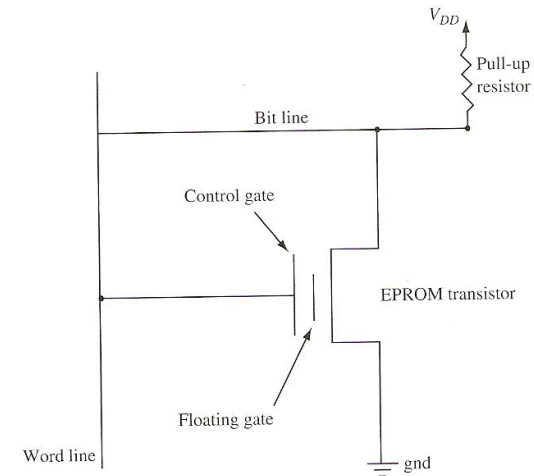 V_DD
Pull-up
resistor
Bit line
Control gate
EPROM transistor
Floating gate
Word line
gnd